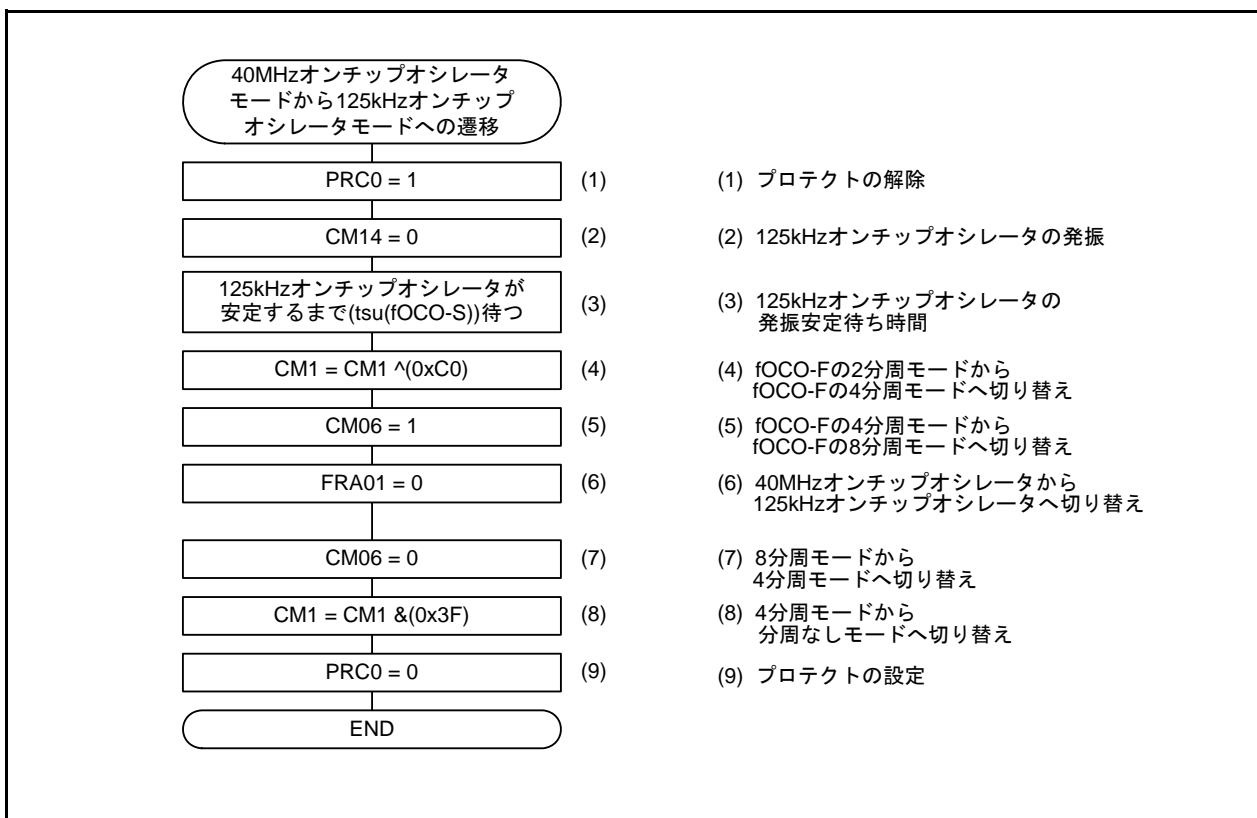 40MHzオンチップオシレータ
モードから125kHzオンチップ
オシレータモードへの遷移
PRC0 = 1
(1)
(1) プロテクトの解除
CM14 = 0
(2)
(2) 125kHzオンチップオシレータの発振
125kHzオンチップオシレータが
安定するまで(tsu(fOCO-S))待つ
(3)
(3) 125kHzオンチップオシレータの
発振安定待ち時間
CM1 = CM1 ^(0xC0)
(4)
(4) fOCO-Fの2分周モードから
fOCO-Fの4分周モードへ切り替え
CM06 = 1
(5)
(5) fOCO-Fの4分周モードから
fOCO-Fの8分周モードへ切り替え
FRA01 = 0
(6)
(6) 40MHzオンチップオシレータから
125kHzオンチップオシレータへ切り替え
CM06 = 0
(7)
(7) 8分周モードから
4分周モードへ切り替え
CM1 = CM1 &(0x3F)
(8)
(8) 4分周モードから
分周なしモードへ切り替え
PRC0 = 0
(9)
(9) プロテクトの設定
END